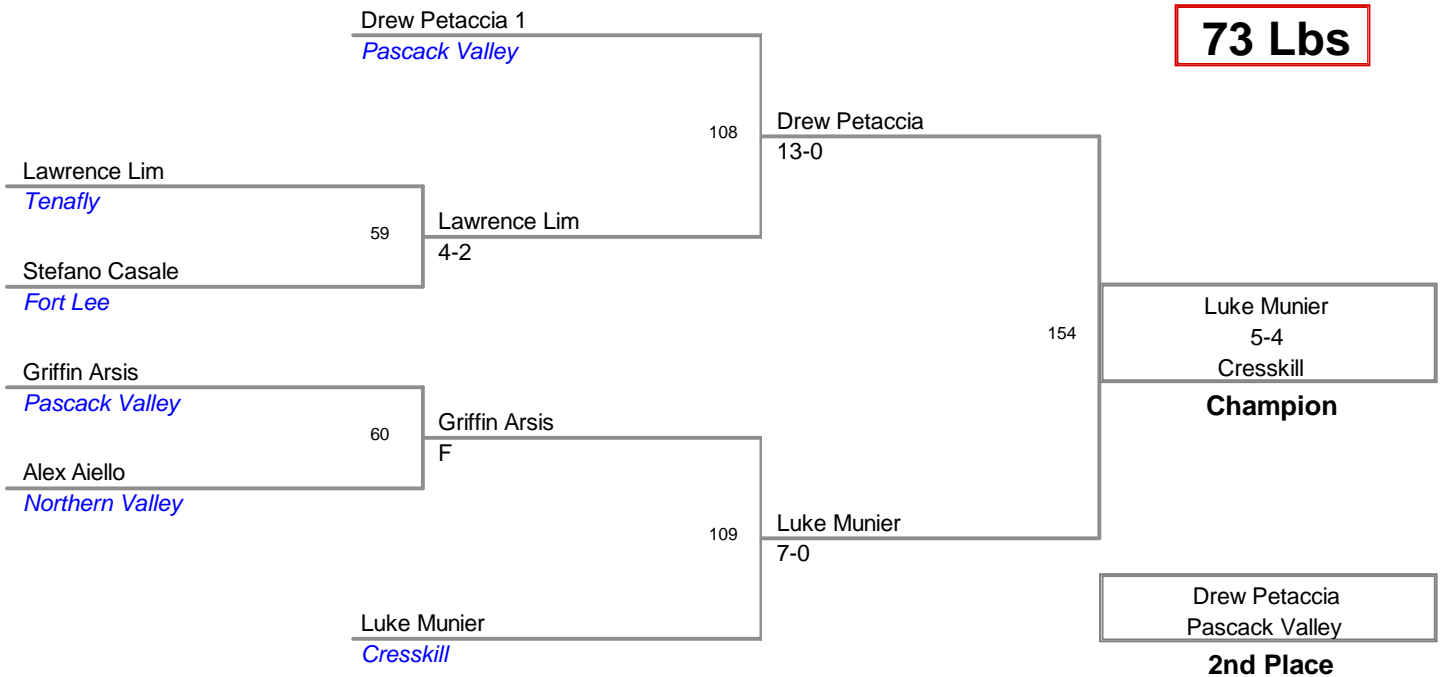 Drew Petaccia 1
Pascack Valley
73 Lbs
108
Drew Petaccia
13-0
Lawrence Lim
Tenafly
59
Lawrence Lim
4-2
Stefano Casale
Fort Lee
154
Luke Munier
5-4
Cresskill
Champion
Griffin Arsis
Pascack Valley
60
Griffin Arsis
F
Alex Aiello
Northern Valley
109
Luke Munier
7-0
Luke Munier
Cresskill
Drew Petaccia
Pascack Valley
2nd Place